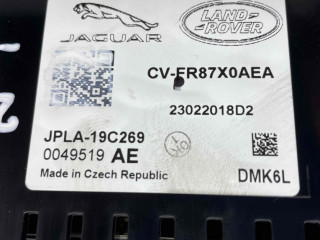 JAGUAR
LAND
ROVER
CV-FR87X0AEA
23022018D2
JPLA-19C269
0049519 AE
Made in Czech Republic
DMK6L